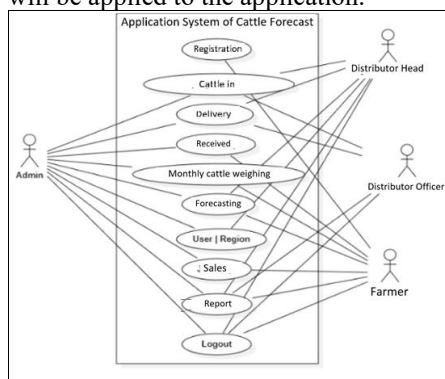 will be applied to the application.
Application System of Cattle Forecast
Registration
Cattle in
Delivery
Received
Monthly cattle weighing
Forecasting
User | Region
Sales
Report
Logout
Admin
Distributor Head
Distributor Officer
Farmer